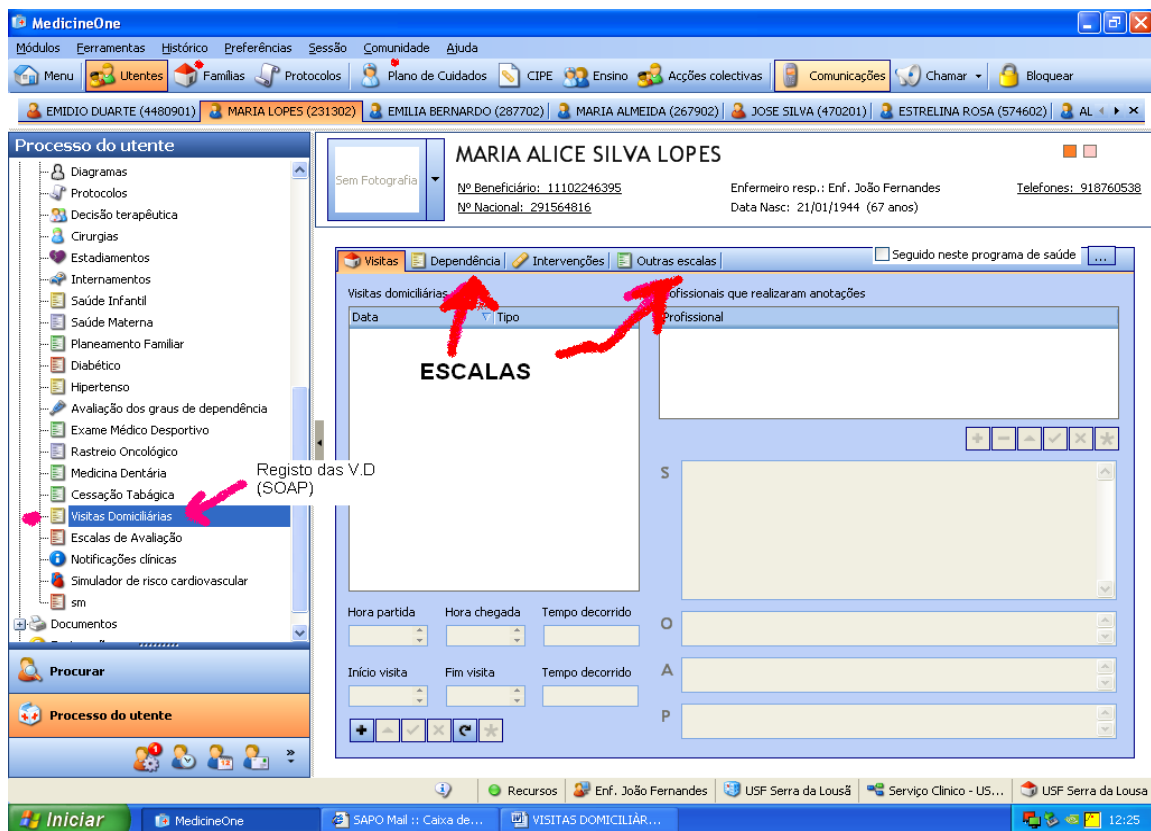 MedicineOne
Módulos Ferramentas Histórico Preferências Sessão Comunidade Ajuda
Menu Utentes Famílias Protocolos Plano de Cuidados CIPE Ensino Acções colectivas Comunicações Chamar Bloquear
EMIDIO DUARTE (4480901) MARIA LOPES (231302) EMILIA BERNARDO (287702) MARIA ALMEIDA (267902) JOSE SILVA (470201) ESTRELINA ROSA (574602) AL
Processo do utente
Diagramas
Protocolos
Decisão terapêutica
Cirurgias
Estadiamentos
Internamentos
Saúde Infantil
Saúde Materna
Planeamento Familiar
Diabético
Hipertenso
Avaliação dos graus de dependência
Exame Médico Desportivo
Rastreio Oncológico
Medicina Dentária
Cessação Tabágica
Visitas Domiciliárias
Escalas de Avaliação
Notificações clínicas
Simulador de risco cardiovascular
sm
Documentos
Procurar
Processo do utente
Registo das V.D
(SOAP)
Sem Fotografia
MARIA ALICE SILVA LOPES
Nº Beneficiário: 11102246395 Enfermeiro resp.: Enf. João Fernandes Telefones: 918760538
Nº Nacional: 291564816 Data Nasc: 21/01/1944 (67 anos)
Visitas Dependência Intervenções Outras escalas Seguido neste programa de saúde ...
Visitas domiciliárias ofissionais que realizaram anotações
Data Tipo Profissional
ESCALAS
S
Hora partida Hora chegada Tempo decorrido
O
Início visita Fim visita Tempo decorrido
A
P
Recursos Enf. João Fernandes USF Serra da Lousã Serviço Clinico - US... USF Serra da Lousa
Iniciar MedicineOne SAPO Mail :: Caixa de... VISITAS DOMICILIÀR... 12:25